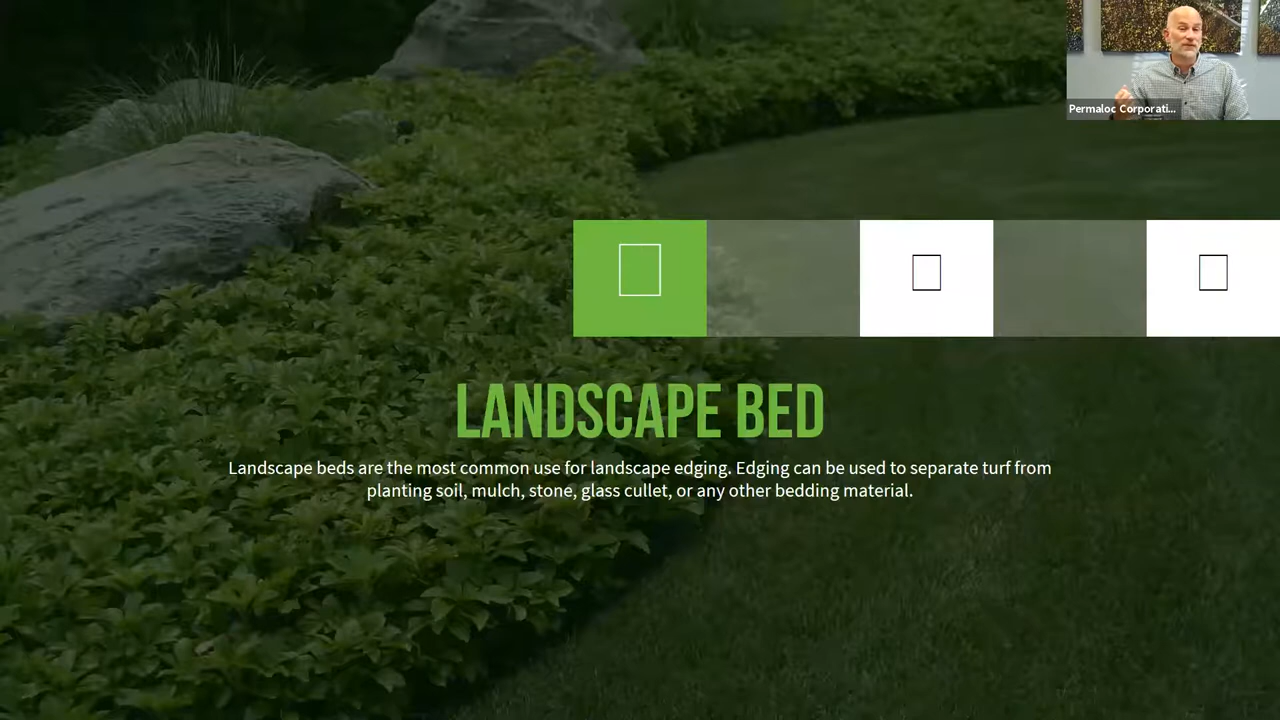 Permaloc Corporati...
LANDSCAPE BED
Landscape beds are the most common use for landscape edging. Edging can be used to separate turf from
planting soil, mulch, stone, glass cullet, or any other bedding material.